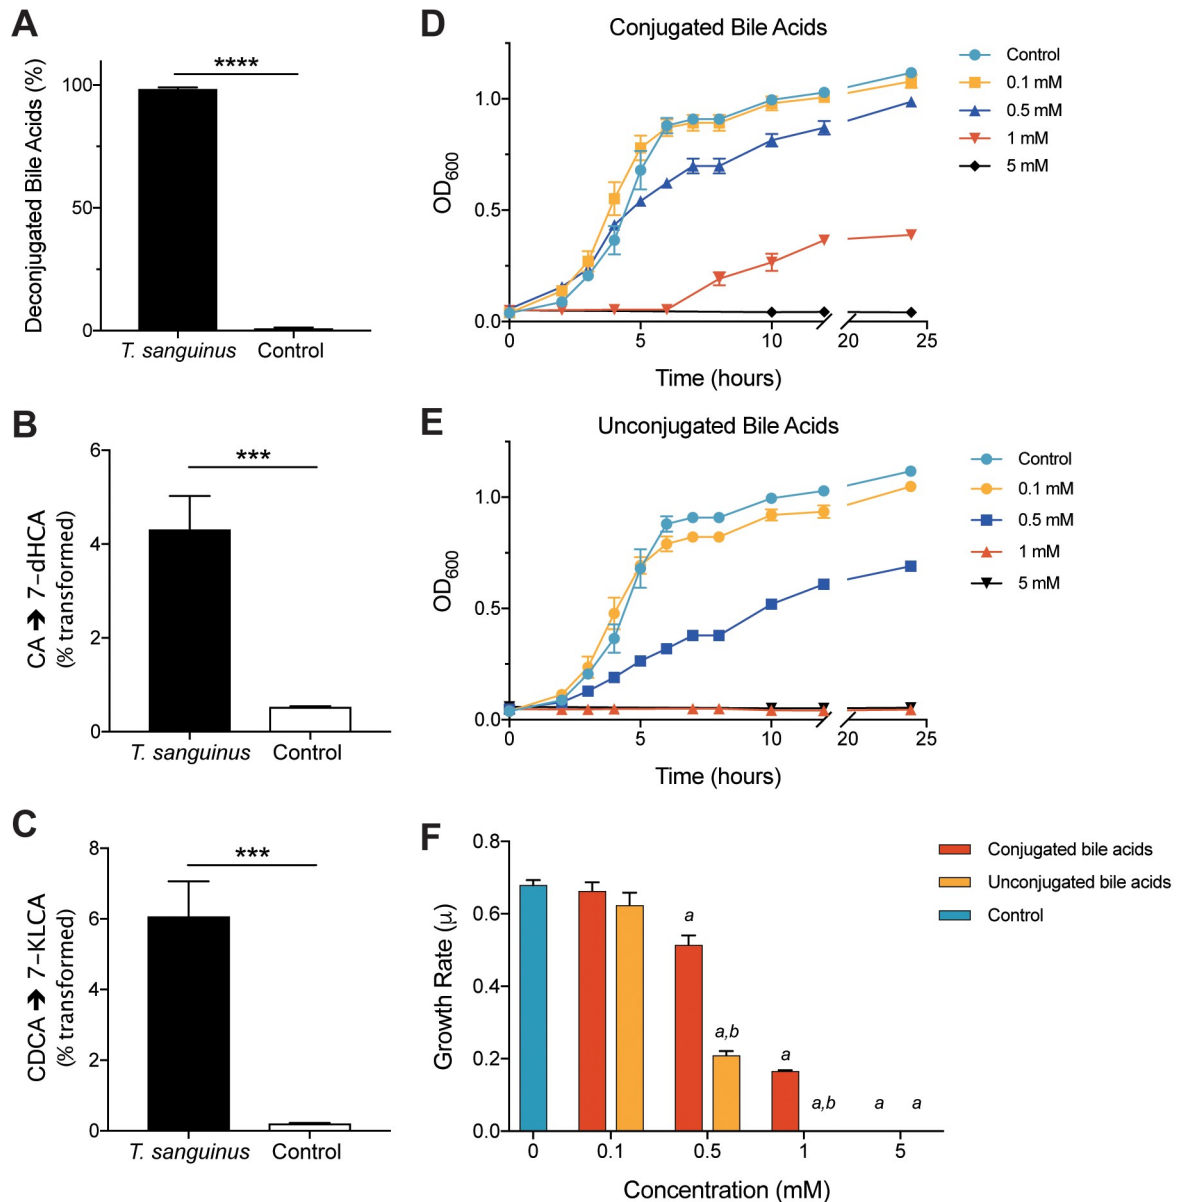 A
Deconjugated Bile Acids (%)
100
50
0
****
T. sanguinus
Control
B
CA ➔ 7–dHCA
(% transformed)
6
4
2
0
***
T. sanguinus
Control
C
CDCA ➔ 7–KLCA
(% transformed)
8
6
4
2
0
***
T. sanguinus
Control
D
Conjugated Bile Acids
OD600
1.0
0.5
0.0
0
5
10
20
25
Time (hours)
Control
0.1 mM
0.5 mM
1 mM
5 mM
E
Unconjugated Bile Acids
OD600
1.0
0.5
0.0
0
5
10
20
25
Time (hours)
Control
0.1 mM
0.5 mM
1 mM
5 mM
F
Growth Rate (μ)
0.8
0.6
0.4
0.2
0.0
a
a,b
a
a,b
a
a
0
0.1
0.5
1
5
Concentration (mM)
Conjugated bile acids
Unconjugated bile acids
Control